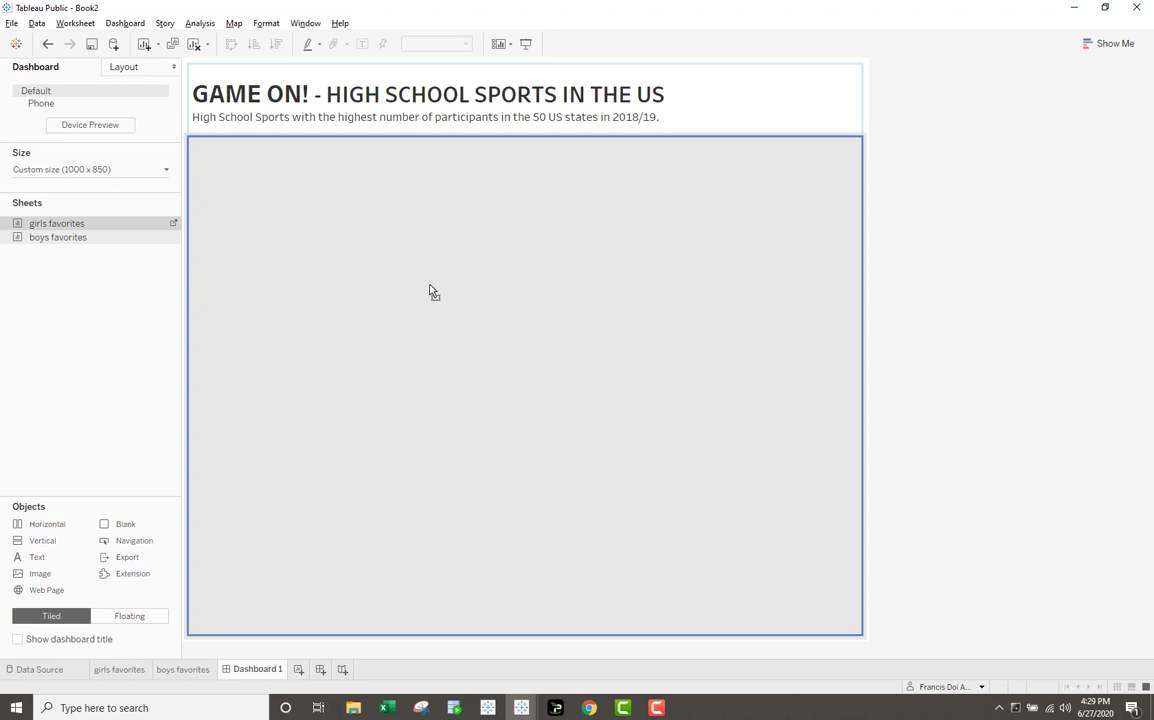 Tableau Public - Book2
File Data Worksheet Dashboard Story Analysis Map Format Window Help
Show Me
Dashboard Layout
Default
Phone
Device Preview
Size
Custom size (1000 x 850)
Sheets
girls favorites
boys favorites
GAME ON! - HIGH SCHOOL SPORTS IN THE US
High School Sports with the highest number of participants in the 50 US states in 2018/19.
Objects
Horizontal Blank
Vertical Navigation
Text Export
Image Extension
Web Page
Tiled Floating
Show dashboard title
Data Source girls favorites boys favorites Dashboard 1
Francis Doi A...
Type here to search
4:29 PM
6/27/2020